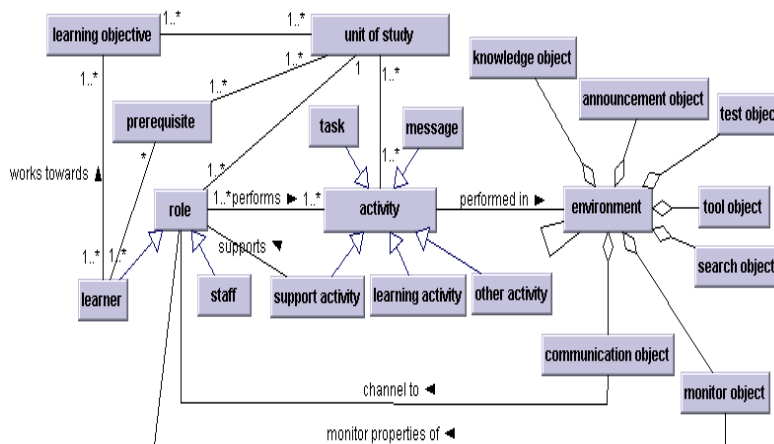 learning objective
1..*
1..*
unit of study
1..*
1..*
1
1..*
knowledge object
announcement object
test object
1..*
prerequisite
*
task
message
works towards ▲
1..*
1..*
role
1..*
performs ►
1..*
activity
performed in ►
environment
tool object
supports ▼
search object
1..*
1..*
learner
staff
support activity
learning activity
other activity
communication object
monitor object
channel to ◄
monitor properties of ◄